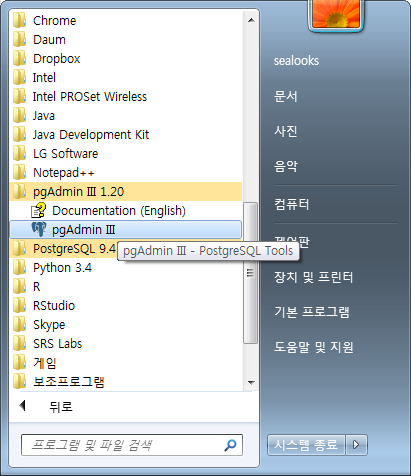 Chrome
Daum
Dropbox
Intel
Intel PROSet Wireless
Java
Java Development Kit
LG Software
Notepad++
pgAdmin III 1.20
Documentation (English)
pgAdmin III
PostgreSQL 9.4
pgAdmin III - PostgreSQL Tools
Python 3.4
R
RStudio
Skype
SRS Labs
게임
보조프로그램
뒤로
프로그램 및 파일 검색
sealooks
문서
사진
음악
컴퓨터
제어판
장치 및 프린터
기본 프로그램
도움말 및 지원
시스템 종료